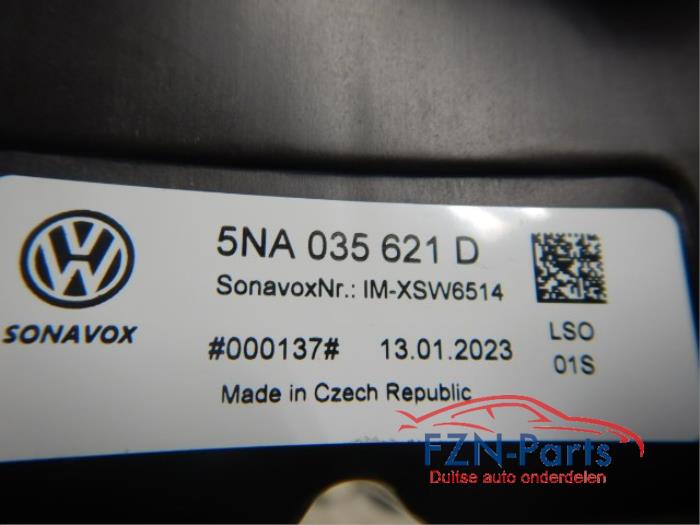 5NA 035 621 D
SonavoxNr.: IM-XSW6514
SONAVOX
#000137# 13.01.2023
LSO
01S
Made in Czech Republic
FZN-Parts
Duitse auto onderdelen